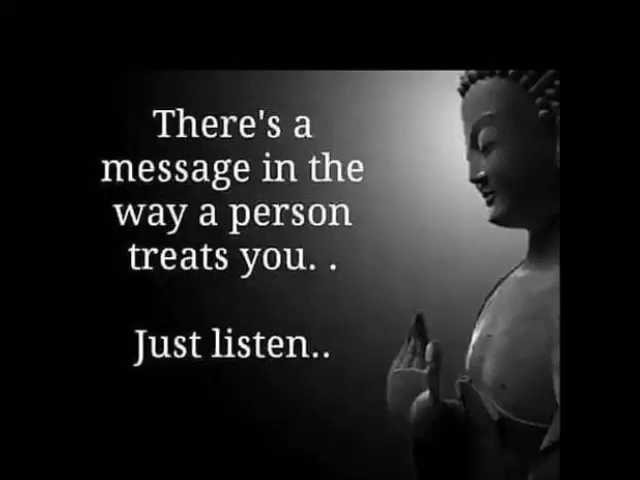 There's a
message in the
way a person
treats you. .
Just listen..